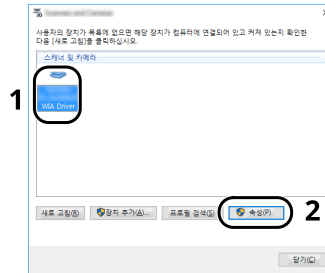 사용자의 장치가 목록에 없으면 해당 장치가 컴퓨터에 연결되어 있고 켜져 있는지 확인한
다음 [새로 고침]을 클릭하십시오.
스캐너 및 카메라
1
WIA Driver
새로 고침(R) 장치 추가(A)... 프로필 검색(S) 속성(P) 2
닫기(C)